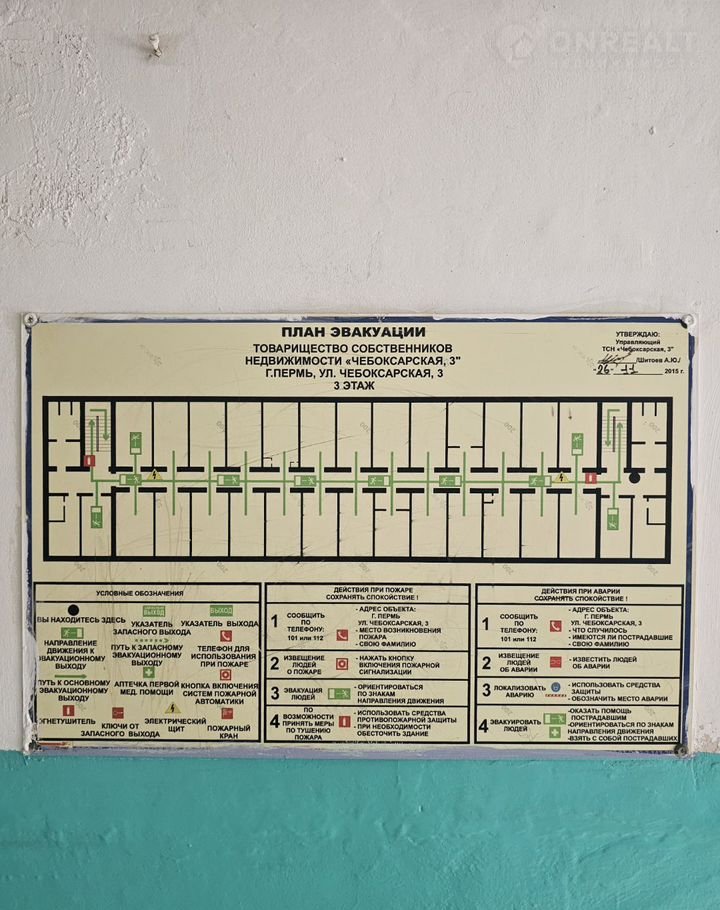 ONREALT
НЕДВИЖИМОСТЬ
ПЛАН ЭВАКУАЦИИ
ТОВАРИЩЕСТВО СОБСТВЕННИКОВ
НЕДВИЖИМОСТИ «ЧЕБОКСАРСКАЯ, 3"
Г.ПЕРМЬ, УЛ. ЧЕБОКСАРСКАЯ, 3
3 ЭТАЖ
УТВЕРЖДАЮ:
Управляющий
ТСН "Чебоксарская, 3"
/Шитоев А.Ю./
-26- 11 2015 г.
УСЛОВНЫЕ ОБОЗНАЧЕНИЯ
ВЫ НАХОДИТЕСЬ ЗДЕСЬ
ВЫХОД
УКАЗАТЕЛЬ
ЗАПАСНОГО ВЫХОДА
ВЫХОД
УКАЗАТЕЛЬ ВЫХОДА
НАПРАВЛЕНИЕ
ДВИЖЕНИЯ К
ЭВАКУАЦИОННОМУ
ВЫХОДУ
ПУТЬ К ЗАПАСНОМУ
ЭВАКУАЦИОННОМУ
ВЫХОДУ
ТЕЛЕФОН ДЛЯ
ИСПОЛЬЗОВАНИЯ
ПРИ ПОЖАРЕ
ПУТЬ К ОСНОВНОМУ
ЭВАКУАЦИОННОМУ
ВЫХОДУ
АПТЕЧКА ПЕРВОЙ
МЕД. ПОМОЩИ
КНОПКА ВКЛЮЧЕНИЯ
СИСТЕМ ПОЖАРНОЙ
АВТОМАТИКИ
ОГНЕТУШИТЕЛЬ
КЛЮЧИ ОТ
ЗАПАСНОГО ВЫХОДА
ЭЛЕКТРИЧЕСКИЙ
ЩИТ
ПОЖАРНЫЙ
КРАН
ДЕЙСТВИЯ ПРИ ПОЖАРЕ
СОХРАНЯТЬ СПОКОЙСТВИЕ !
1 СООБЩИТЬ
ПО
ТЕЛЕФОНУ:
101 или 112
- АДРЕС ОБЪЕКТА:
Г. ПЕРМЬ
УЛ. ЧЕБОКСАРСКАЯ, 3
- МЕСТО ВОЗНИКНОВЕНИЯ
ПОЖАРА
- СВОЮ ФАМИЛИЮ
2 ИЗВЕЩЕНИЕ
ЛЮДЕЙ
О ПОЖАРЕ
- НАЖАТЬ КНОПКУ
ВКЛЮЧЕНИЯ ПОЖАРНОЙ
СИГНАЛИЗАЦИИ
3 ЭВАКУАЦИЯ
ЛЮДЕЙ
- ОРИЕНТИРОВАТЬСЯ
ПО ЗНАКАМ
НАПРАВЛЕНИЯ ДВИЖЕНИЯ
4 ПО
ВОЗМОЖНОСТИ
ПРИНЯТЬ МЕРЫ
ПО ТУШЕНИЮ
ПОЖАРА
- ИСПОЛЬЗОВАТЬ СРЕДСТВА
ПРОТИВОПОЖАРНОЙ ЗАЩИТЫ
- ПРИ НЕОБХОДИМОСТИ
ОБЕСТОЧИТЬ ЗДАНИЕ
ДЕЙСТВИЯ ПРИ АВАРИИ
СОХРАНЯТЬ СПОКОЙСТВИЕ !
1 СООБЩИТЬ
ПО
ТЕЛЕФОНУ:
101 или 112
- АДРЕС ОБЪЕКТА:
Г. ПЕРМЬ
УЛ. ЧЕБОКСАРСКАЯ, 3
- ЧТО СЛУЧИЛОСЬ
- ИМЕЮТСЯ ЛИ ПОСТРАДАВШИЕ
- СВОЮ ФАМИЛИЮ
2 ИЗВЕЩЕНИЕ
ЛЮДЕЙ
ОБ АВАРИИ
- ИЗВЕСТИТЬ ЛЮДЕЙ
ОБ АВАРИИ
3 ЛОКАЛИЗОВАТЬ
АВАРИЮ
- ИСПОЛЬЗОВАТЬ СРЕДСТВА
ЗАЩИТЫ
- ОБОЗНАЧИТЬ МЕСТО АВАРИИ
4 ЭВАКУИРОВАТЬ
ЛЮДЕЙ
-ОКАЗАТЬ ПОМОЩЬ
ПОСТРАДАВШИМ
-ОРИЕНТИРОВАТЬСЯ ПО ЗНАКАМ
НАПРАВЛЕНИЯ ДВИЖЕНИЯ
-ВЗЯТЬ С СОБОЙ ПОСТРАДАВШИХ